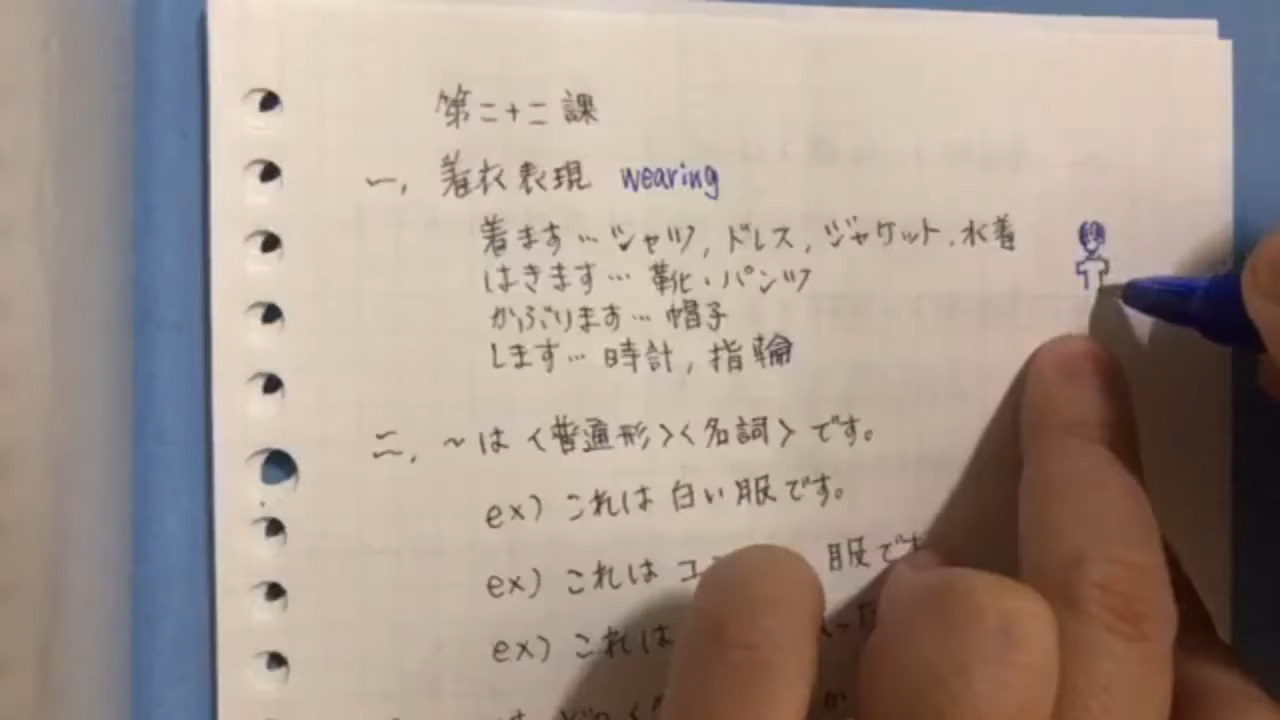 第二十二課
一、着衣表現 wearing
着ます… シャツ, ドレス, ジャケット, 水着
はきます… 靴・パンツ
かぶります… 帽子
します… 時計, 指輪
二、〜は〈普通形〉〈名詞〉です。
ex) これは白い服です。
ex) これは 服です
ex) これは